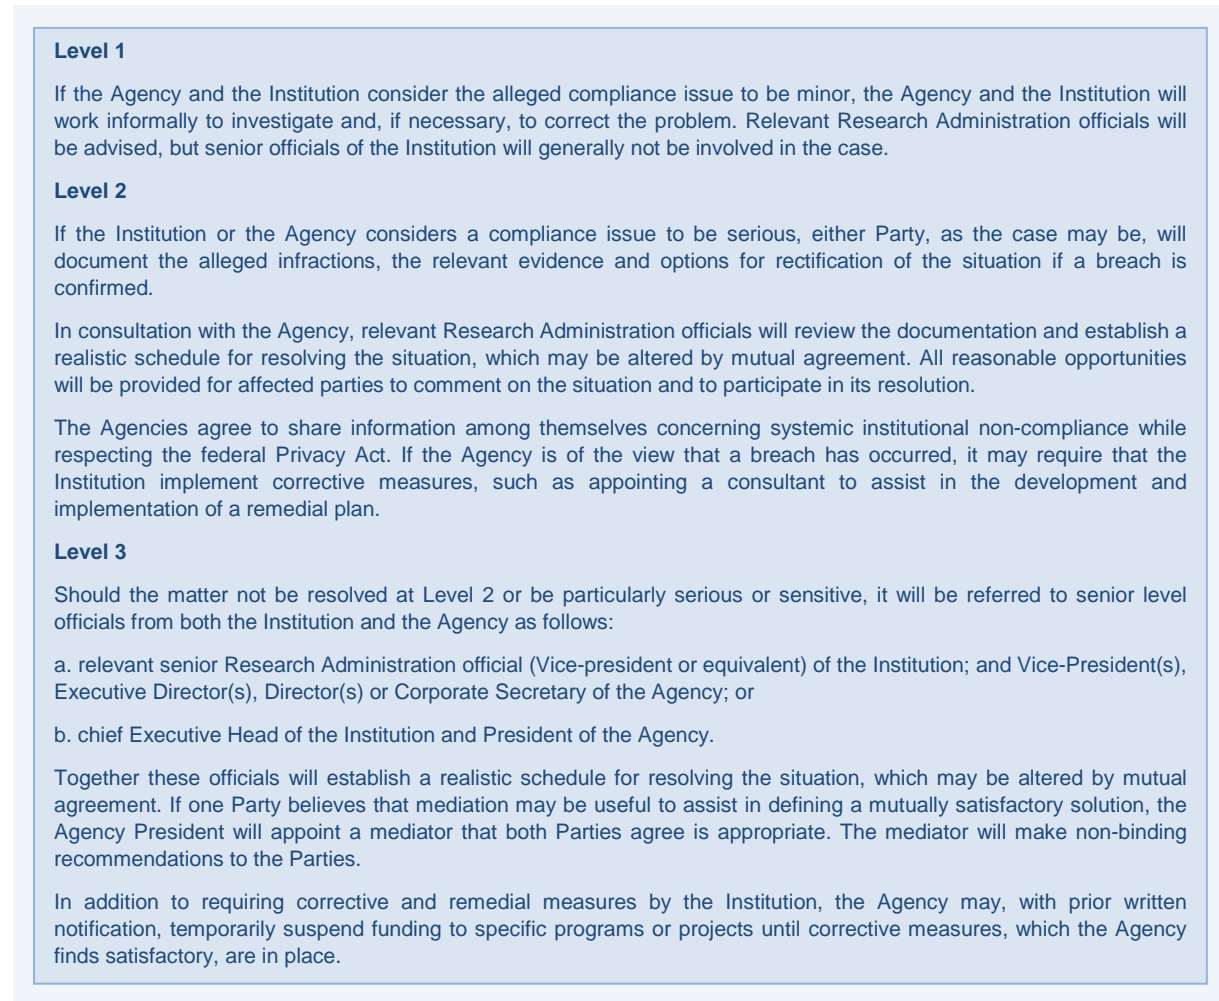 Level 1
If the Agency and the Institution consider the alleged compliance issue to be minor, the Agency and the Institution will
work informally to investigate and, if necessary, to correct the problem. Relevant Research Administration officials will
be advised, but senior officials of the Institution will generally not be involved in the case.
Level 2
If the Institution or the Agency considers a compliance issue to be serious, either Party, as the case may be, will
document the alleged infractions, the relevant evidence and options for rectification of the situation if a breach is
confirmed.
In consultation with the Agency, relevant Research Administration officials will review the documentation and establish a
realistic schedule for resolving the situation, which may be altered by mutual agreement. All reasonable opportunities
will be provided for affected parties to comment on the situation and to participate in its resolution.
The Agencies agree to share information among themselves concerning systemic institutional non-compliance while
respecting the federal Privacy Act. If the Agency is of the view that a breach has occurred, it may require that the
Institution implement corrective measures, such as appointing a consultant to assist in the development and
implementation of a remedial plan.
Level 3
Should the matter not be resolved at Level 2 or be particularly serious or sensitive, it will be referred to senior level
officials from both the Institution and the Agency as follows:
a. relevant senior Research Administration official (Vice-president or equivalent) of the Institution; and Vice-President(s),
Executive Director(s), Director(s) or Corporate Secretary of the Agency; or
b. chief Executive Head of the Institution and President of the Agency.
Together these officials will establish a realistic schedule for resolving the situation, which may be altered by mutual
agreement. If one Party believes that mediation may be useful to assist in defining a mutually satisfactory solution, the
Agency President will appoint a mediator that both Parties agree is appropriate. The mediator will make non-binding
recommendations to the Parties.
In addition to requiring corrective and remedial measures by the Institution, the Agency may, with prior written
notification, temporarily suspend funding to specific programs or projects until corrective measures, which the Agency
finds satisfactory, are in place.